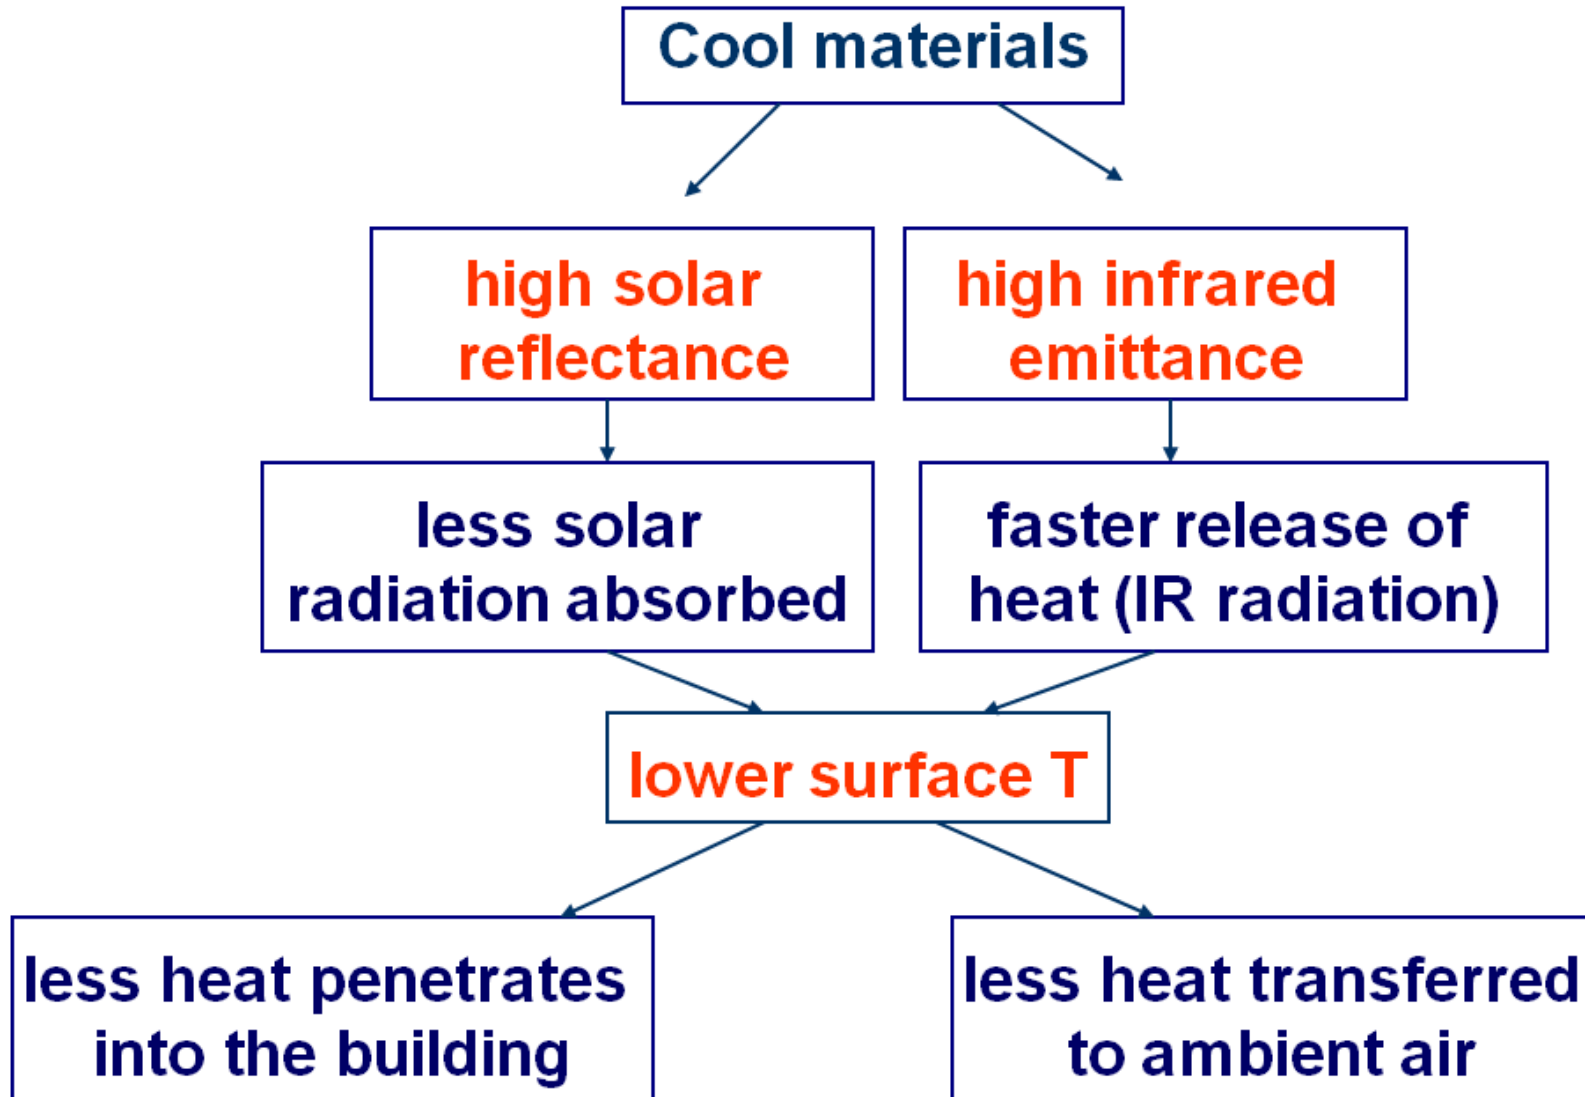 Cool materials
high solar
reflectance
high infrared
emittance
less solar
radiation absorbed
faster release of
heat (IR radiation)
lower surface T
less heat penetrates
into the building
less heat transferred
to ambient air